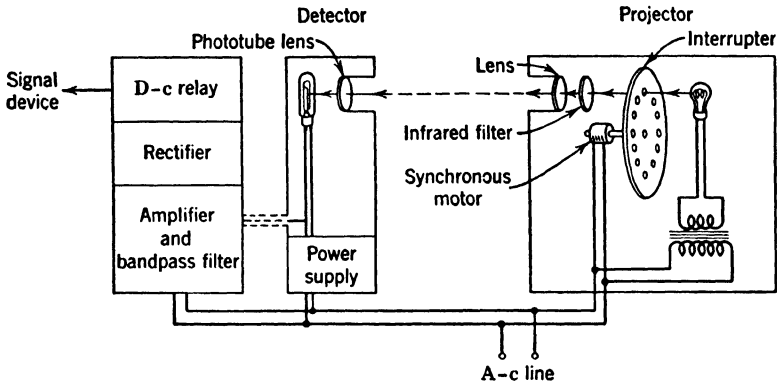 Detector
Projector
Phototube lens
Interrupter
Lens
Signal
device
D-c relay
Infrared filter
Rectifier
Synchronous
motor
Amplifier
and
bandpass filter
Power
supply
A-c line